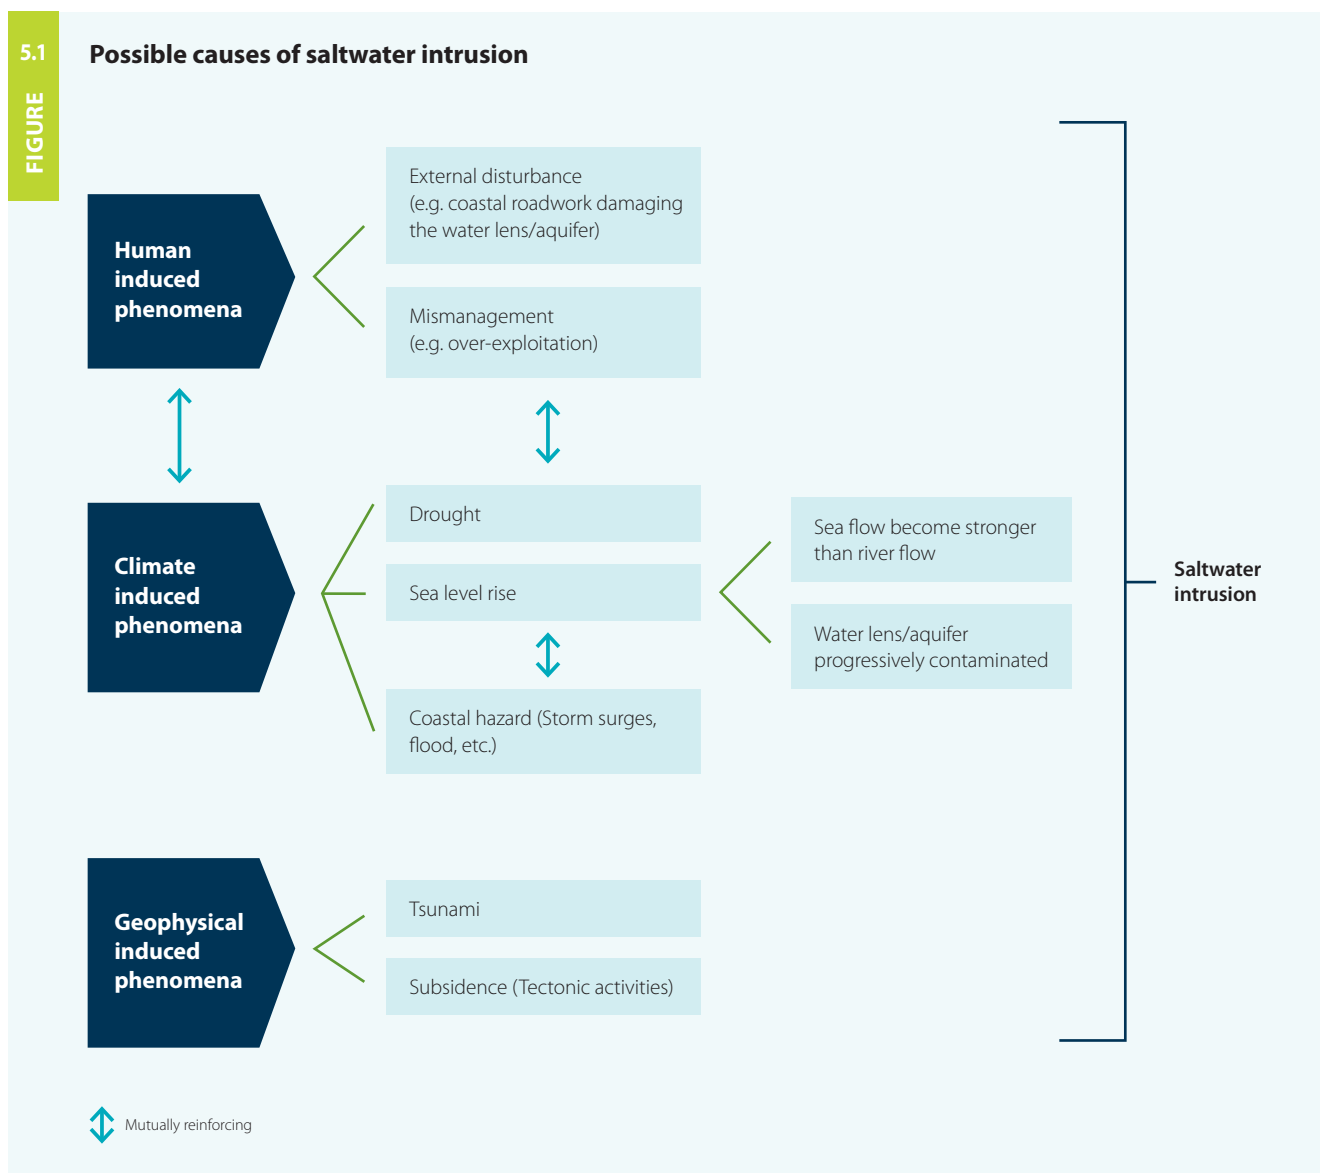 5.1
FIGURE
Possible causes of saltwater intrusion
Human
induced
phenomena
External disturbance
(e.g. coastal roadwork damaging
the water lens/aquifer)
Mismanagement
(e.g. over-exploitation)
Climate
induced
phenomena
Drought
Sea level rise
Coastal hazard (Storm surges,
flood, etc.)
Sea flow become stronger
than river flow
Water lens/aquifer
progressively contaminated
Saltwater
intrusion
Geophysical
induced
phenomena
Tsunami
Subsidence (Tectonic activities)
Mutually reinforcing